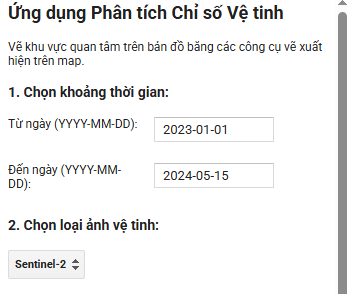 Ứng dụng Phân tích Chỉ số Vệ tinh
Vẽ khu vực quan tâm trên bản đồ bằng các công cụ vẽ xuất
hiện trên map.
1. Chọn khoảng thời gian:
Từ ngày (YYYY-MM-DD):
2023-01-01
Đến ngày (YYYY-MM-
DD):
2024-05-15
2. Chọn loại ảnh vệ tinh:
Sentinel-2